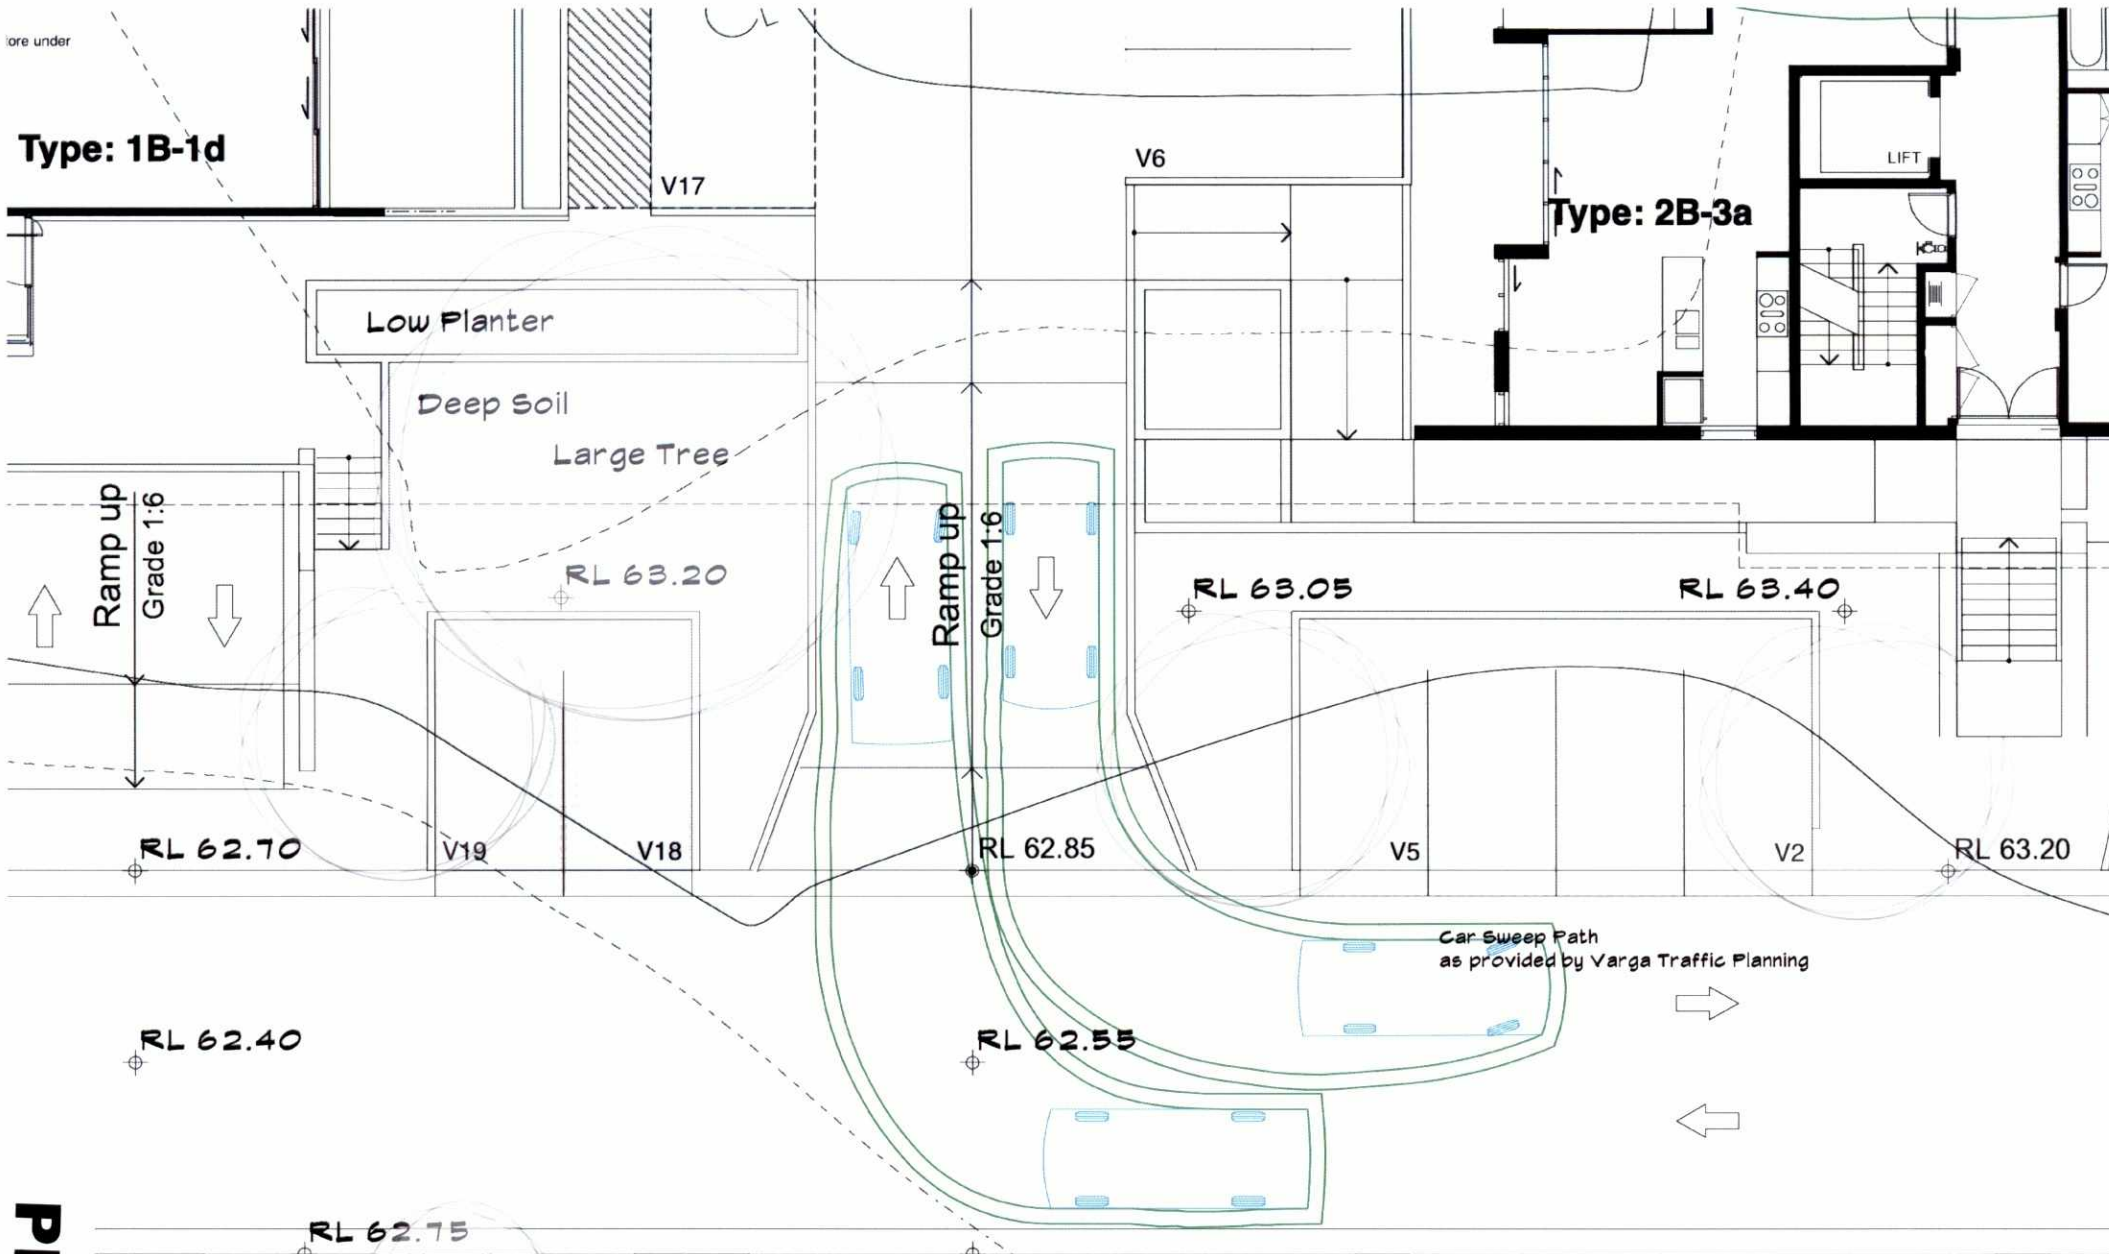 ore under
Type: 1B-1d
V17
V6
LIFT
Type: 2B-3a
Low Planter
Deep Soil
Large Tree
Ramp up
Grade 1:6
Ramp up
Grade 1:6
RL 63.20
RL 63.05
RL 63.40
RL 62.70
V19
V18
RL 62.85
V5
V2
RL 63.20
Car Sweep Path
as provided by Varga Traffic Planning
RL 62.40
RL 62.55
RL 62.75